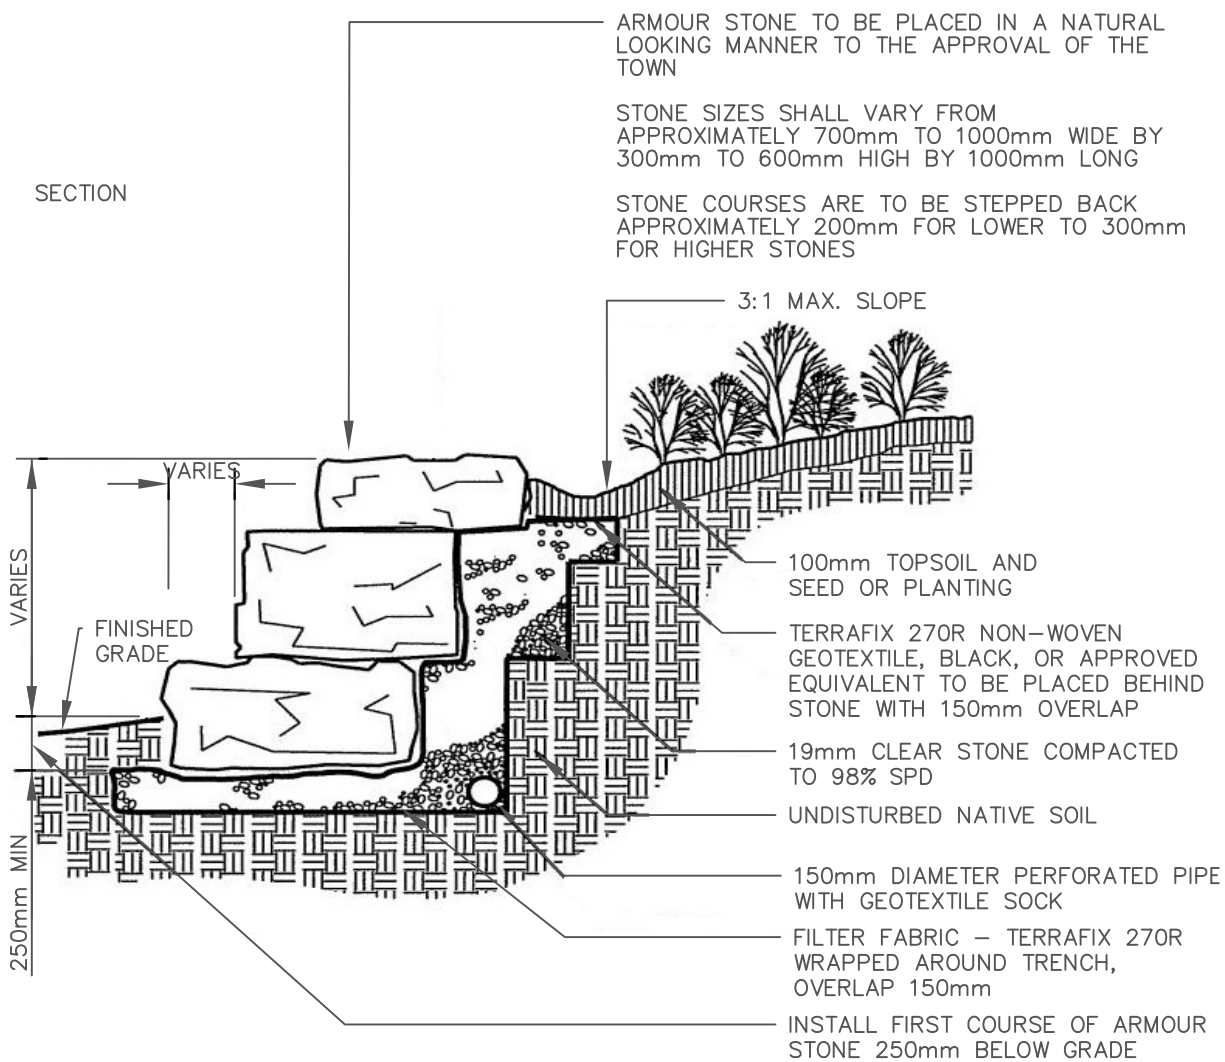 ARMOUR STONE TO BE PLACED IN A NATURAL
LOOKING MANNER TO THE APPROVAL OF THE
TOWN
STONE SIZES SHALL VARY FROM
APPROXIMATELY 700mm TO 1000mm WIDE BY
300mm TO 600mm HIGH BY 1000mm LONG
SECTION
STONE COURSES ARE TO BE STEPPED BACK
APPROXIMATELY 200mm FOR LOWER TO 300mm
FOR HIGHER STONES
3:1 MAX. SLOPE
VARIES
VARIES
FINISHED
GRADE
250mm MIN
100mm TOPSOIL AND
SEED OR PLANTING
TERRAFIX 270R NON-WOVEN
GEOTEXTILE, BLACK, OR APPROVED
EQUIVALENT TO BE PLACED BEHIND
STONE WITH 150mm OVERLAP
19mm CLEAR STONE COMPACTED
TO 98% SPD
UNDISTURBED NATIVE SOIL
150mm DIAMETER PERFORATED PIPE
WITH GEOTEXTILE SOCK
FILTER FABRIC – TERRAFIX 270R
WRAPPED AROUND TRENCH,
OVERLAP 150mm
INSTALL FIRST COURSE OF ARMOUR
STONE 250mm BELOW GRADE